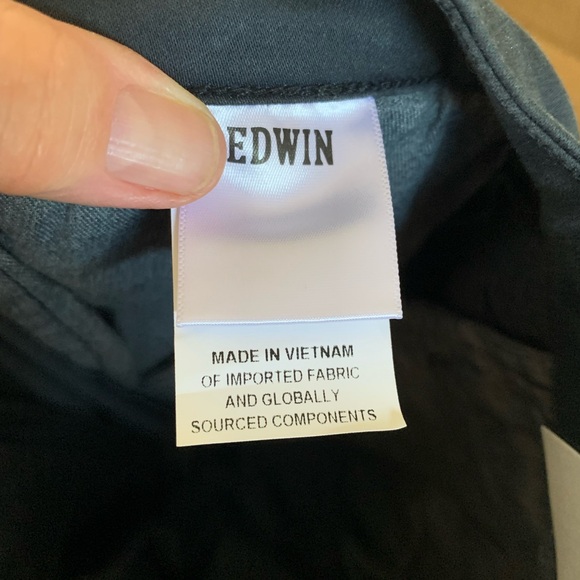 EDWIN
MADE IN VIETNAM
OF IMPORTED FABRIC
AND GLOBALLY
SOURCED COMPONENTS